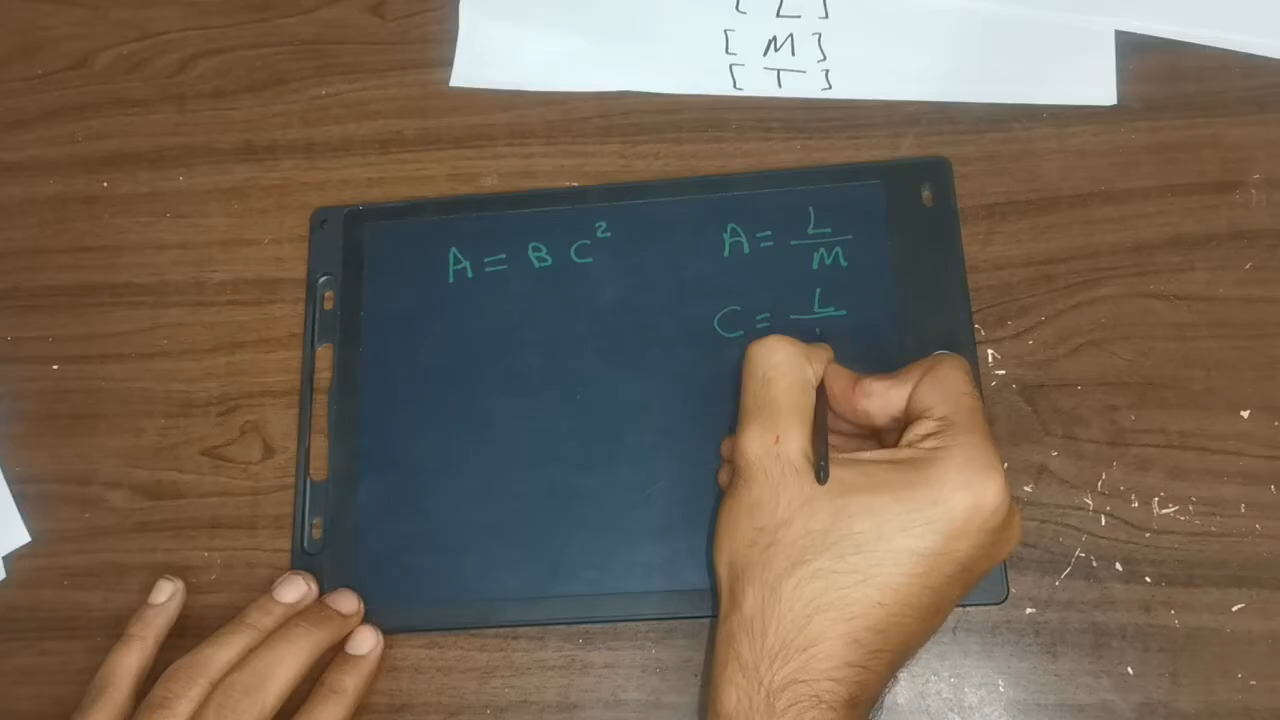 [ L ]
[ M ]
[ T ]
A = B C²
A = L / M
C = L /